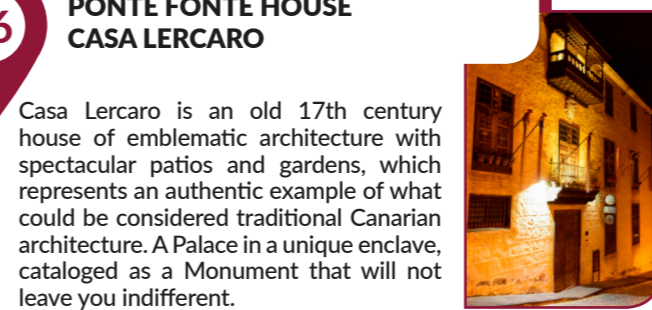 6
PONTE FONTE HOUSE
CASA LERCARO
Casa Lercaro is an old 17th century
house of emblematic architecture with
spectacular patios and gardens, which
represents an authentic example of what
could be considered traditional Canarian
architecture. A Palace in a unique enclave,
cataloged as a Monument that will not
leave you indifferent.